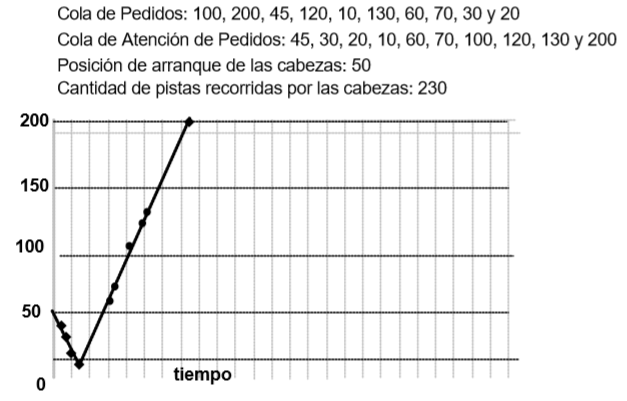 Cola de Pedidos: 100, 200, 45, 120, 10, 130, 60, 70, 30 y 20
Cola de Atención de Pedidos: 45, 30, 20, 10, 60, 70, 100, 120, 130 y 200
Posición de arranque de las cabezas: 50
Cantidad de pistas recorridas por las cabezas: 230
200
150
100
50
0
tiempo